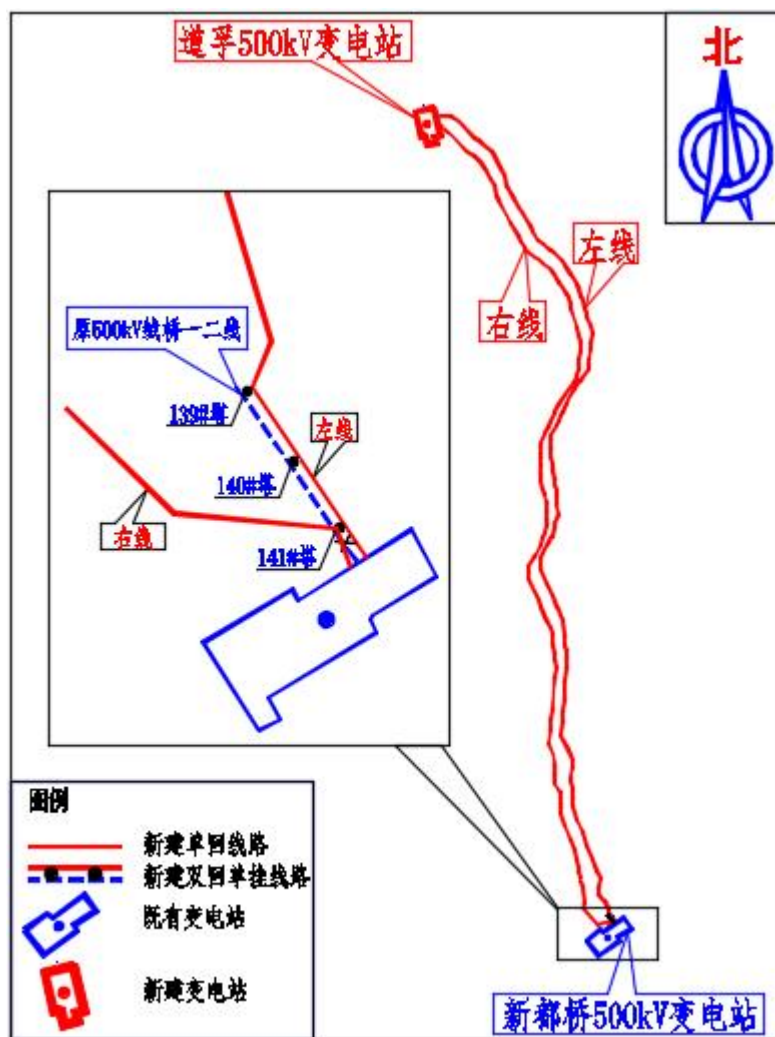 道孚500kV变电站
北
左线
右线
原500kV线桥一二线
139#塔
左线
140#塔
右线
141#塔
图例
新建单回线路
新建双回单挂线路
既有变电站
新建变电站
新都桥500kV变电站